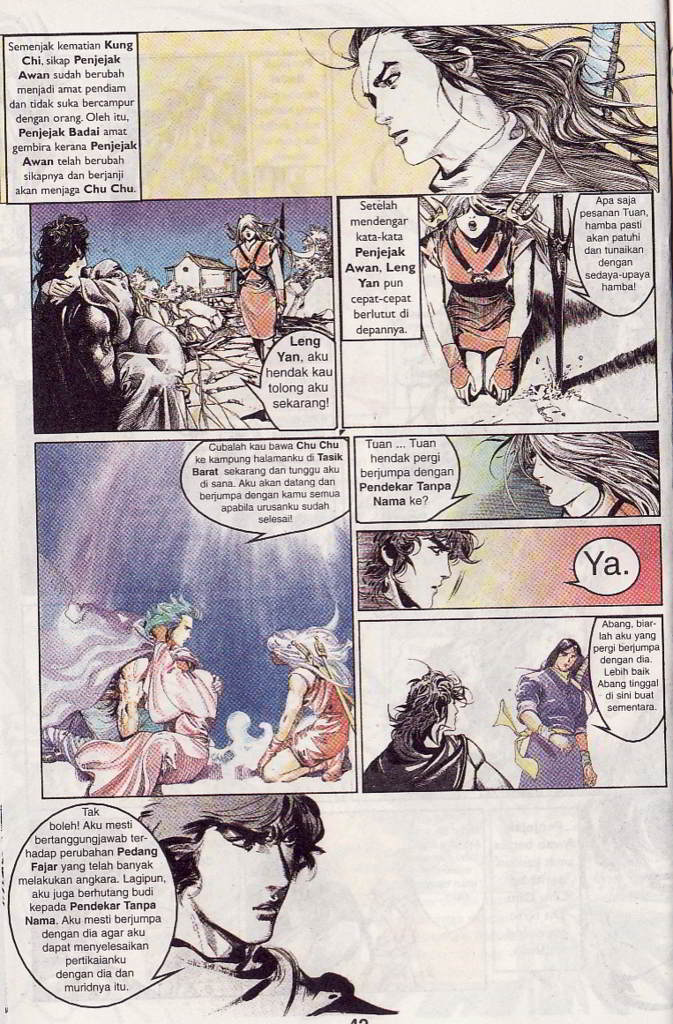 Semenjak kematian Kung
Chi, sikap Penjejak
Awan sudah berubah
menjadi amat pendiam
dan tidak suka bercampur
dengan orang. Oleh itu,
Penjejak Badai amat
gembira kerana Penjejak
Awan telah berubah
sikapnya dan berjanji
akan menjaga Chu Chu.
Leng
Yan, aku
hendak kau
tolong aku
sekarang!
Setelah
mendengar
kata-kata
Penjejak
Awan, Leng
Yan pun
cepat-cepat
berlutut di
depannya.
Apa saja
pesanan Tuan,
hamba pasti
akan patuhi
dan tunaikan
dengan
sedaya-upaya
hamba!
Cubalah kau bawa Chu Chu
ke kampung halamanku di Tasik
Barat sekarang dan tunggu aku
di sana. Aku akan datang dan
berjumpa dengan kamu semua
apabila urusanku sudah
selesai!
Tuan ... Tuan
hendak pergi
berjumpa dengan
Pendekar Tanpa
Nama ke?
Ya.
Abang, biar-
lah aku yang
pergi berjumpa
dengan dia.
Lebih baik
Abang tinggal
di sini buat
sementara.
Tak
boleh! Aku mesti
bertanggungjawab ter-
hadap perubahan Pedang
Fajar yang telah banyak
melakukan angkara. Lagipun,
aku juga berhutang budi
kepada Pendekar Tanpa
Nama. Aku mesti berjumpa
dengan dia agar aku
dapat menyelesaikan
pertikaianku
dengan dia dan
muridnya itu.